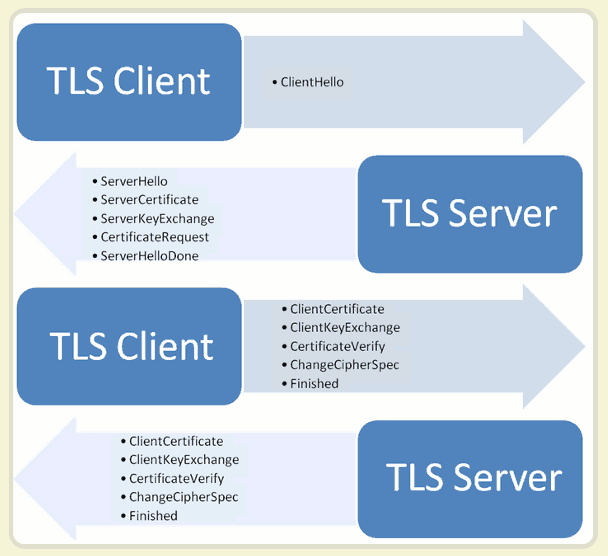 TLS Client
• ClientHello
• ServerHello
• ServerCertificate
• ServerKeyExchange
• CertificateRequest
• ServerHelloDone
TLS Server
TLS Client
• ClientCertificate
• ClientKeyExchange
• CertificateVerify
• ChangeCipherSpec
• Finished
• ClientCertificate
• ClientKeyExchange
• CertificateVerify
• ChangeCipherSpec
• Finished
TLS Server